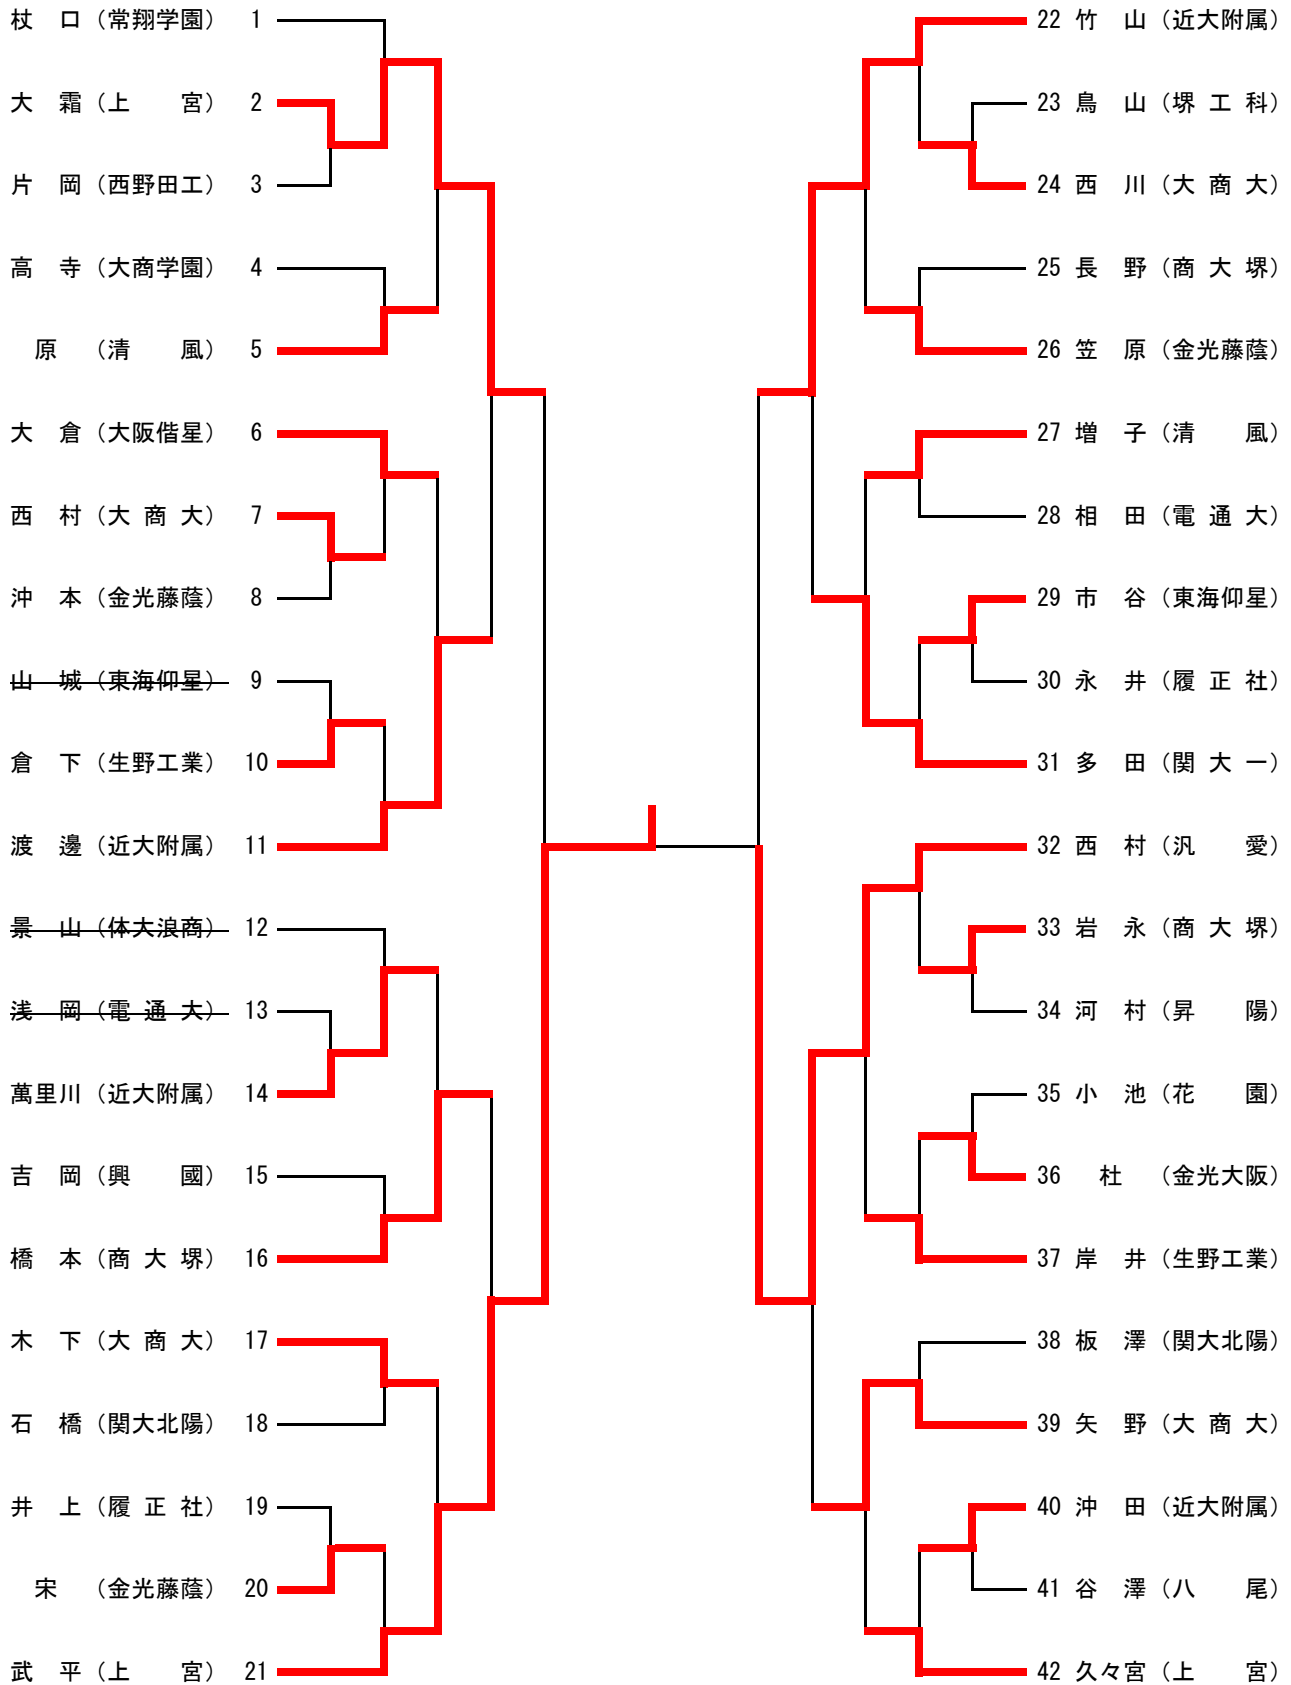 杖　口（常翔学園） 1
大　霜（上　　宮） 2
片　岡（西野田工） 3
高　寺（大商学園） 4
原　（清　　風） 5
大　倉（大阪偕星） 6
西　村（大 商 大） 7
沖　本（金光藤蔭） 8
山　城（東海仰星） 9
倉　下（生野工業） 10
渡　邊（近大附属） 11
景　山（体大浪商） 12
浅　岡（電 通 大） 13
萬里川（近大附属） 14
吉　岡（興　　國） 15
橋　本（商 大 堺） 16
木　下（大 商 大） 17
石　橋（関大北陽） 18
井　上（履 正 社） 19
宋　（金光藤蔭） 20
武　平（上　　宮） 21
22 竹　山（近大附属）
23 鳥　山（堺 工 科）
24 西　川（大 商 大）
25 長　野（商 大 堺）
26 笠　原（金光藤蔭）
27 増　子（清　　風）
28 相　田（電 通 大）
29 市　谷（東海仰星）
30 永　井（履 正 社）
31 多　田（関 大 一）
32 西　村（汎　　愛）
33 岩　永（商 大 堺）
34 河　村（昇　　陽）
35 小　池（花　　園）
36 杜　（金光大阪）
37 岸　井（生野工業）
38 板　澤（関大北陽）
39 矢　野（大 商 大）
40 沖　田（近大附属）
41 谷　澤（八　　尾）
42 久々宮（上　　宮）